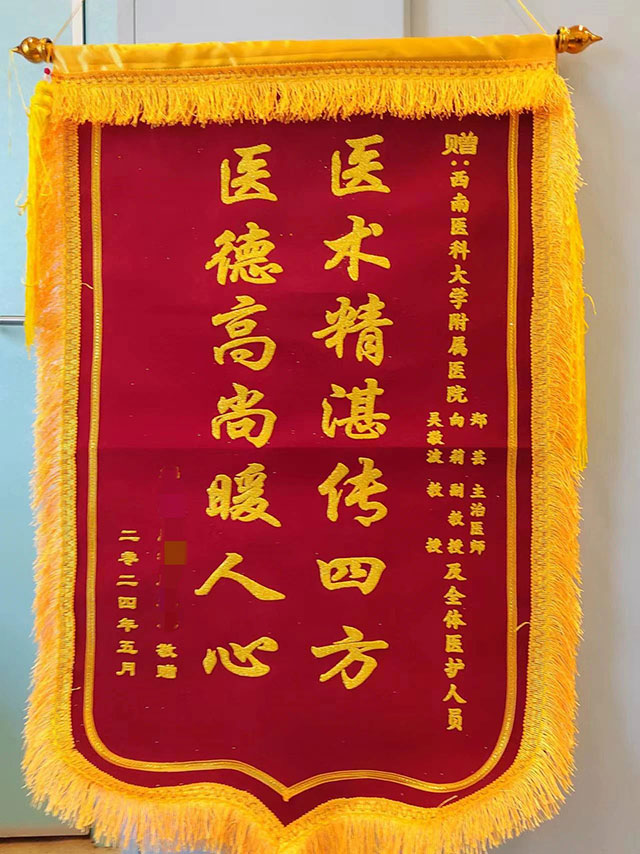 赠：西南医科大学附属医院
郑芸 主治医师
向莉 副教授
吴敬波 教授
及全体医护人员
医术精湛传四方
医德高尚暖人心
敬赠
二零二四年五月